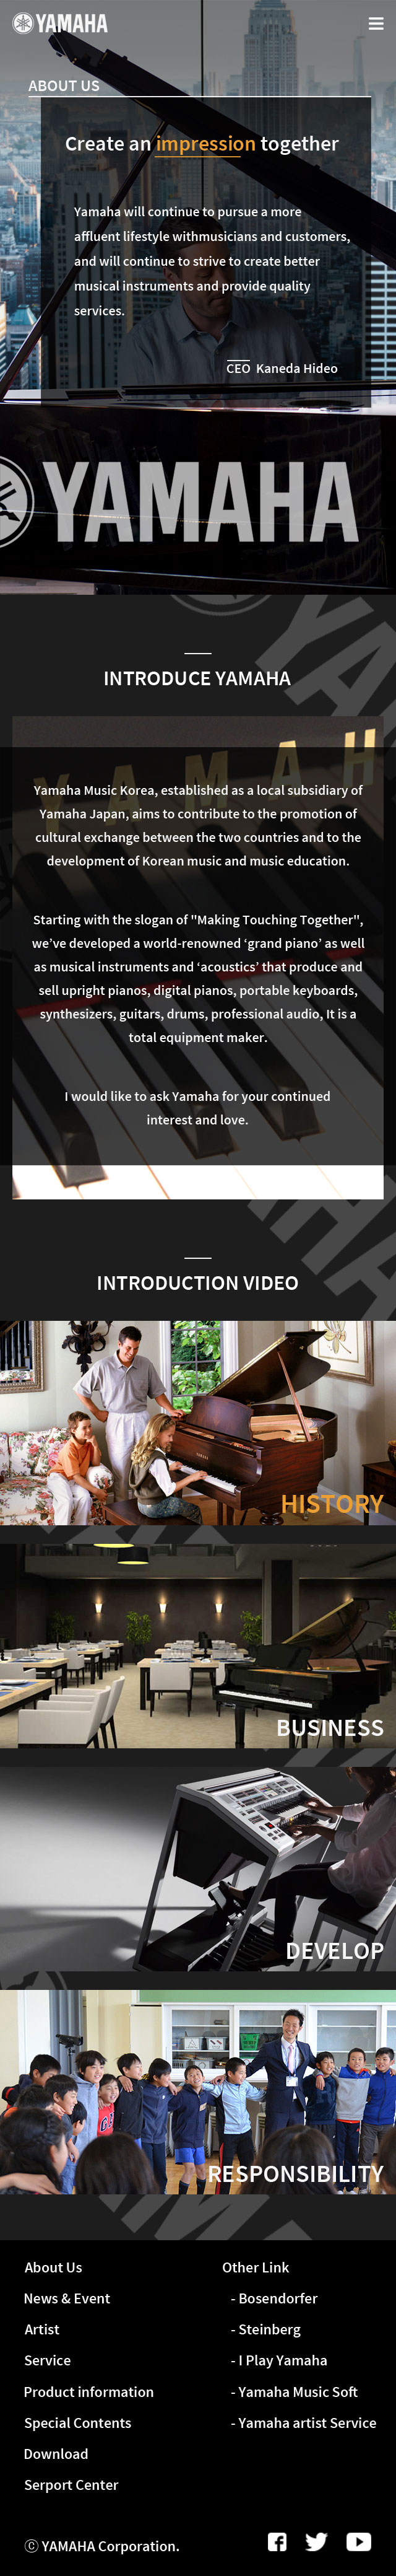 YAMAHA
ABOUT US
Create an impression together
Yamaha will continue to pursue a more
affluent lifestyle withmusicians and customers,
and will continue to strive to create better
musical instruments and provide quality
services.
CEO Kaneda Hideo
YAMAHA
INTRODUCE YAMAHA
YAMAHA
Yamaha Music Korea, established as a local subsidiary of
Yamaha Japan, aims to contribute to the promotion of
cultural exchange between the two countries and to the
development of Korean music and music education.
Starting with the slogan of "Making Touching Together",
we’ve developed a world-renowned ‘grand piano’ as well
as musical instruments and ‘acoustics’ that produce and
sell upright pianos, digital pianos, portable keyboards,
synthesizers, guitars, drums, professional audio, It is a
total equipment maker.
I would like to ask Yamaha for your continued
interest and love.
INTRODUCTION VIDEO
YAMAHA
HISTORY
BUSINESS
DEVELOP
RESPONSIBILITY
About Us
News & Event
Artist
Service
Product information
Special Contents
Download
Serport Center
Other Link
- Bosendorfer
- Steinberg
- I Play Yamaha
- Yamaha Music Soft
- Yamaha artist Service
Ⓒ YAMAHA Corporation.